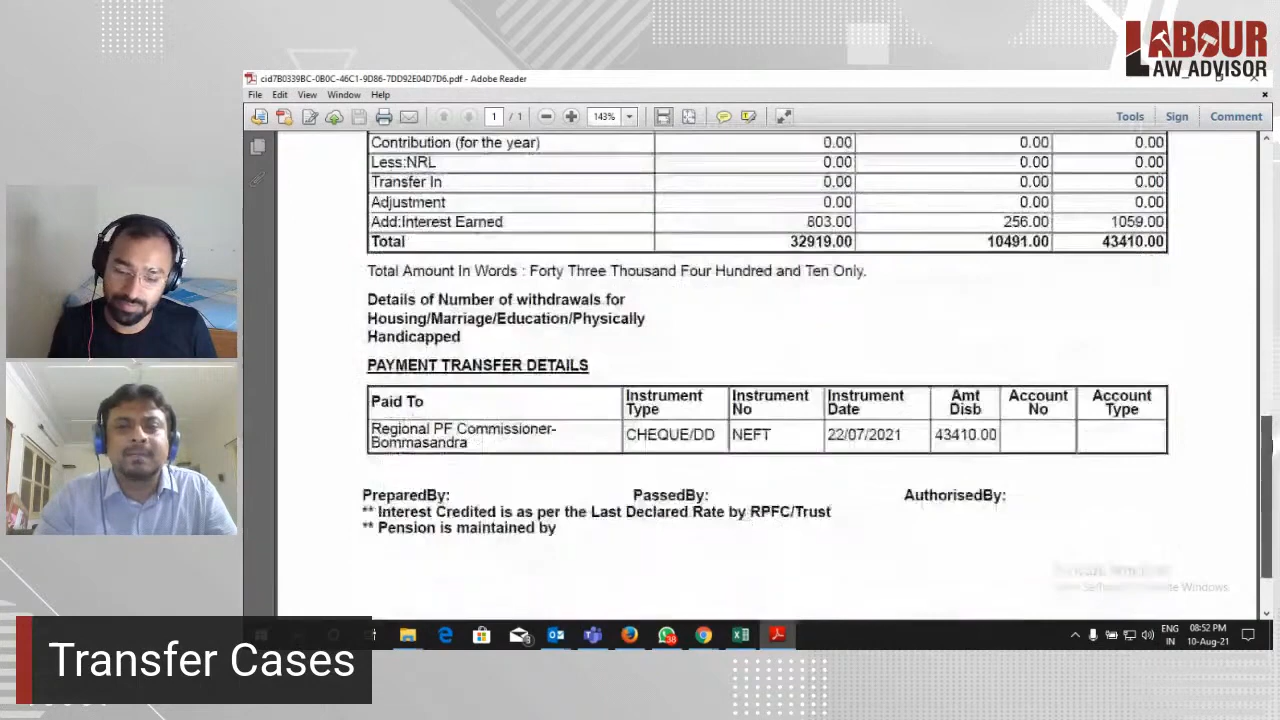 LABOUR
LAW ADVISOR
cid7B0339BC-0B0C-46C1-9D86-7DD92E04D7D6.pdf - Adobe Reader
File Edit View Window Help
1 / 1 143% Tools Sign Comment
Contribution (for the year) 0.00 0.00 0.00
Less:NRL 0.00 0.00 0.00
Transfer In 0.00 0.00 0.00
Adjustment 0.00 0.00 0.00
Add:Interest Earned 803.00 256.00 1059.00
Total 32919.00 10491.00 43410.00
Total Amount In Words : Forty Three Thousand Four Hundred and Ten Only.
Details of Number of withdrawals for
Housing/Marriage/Education/Physically
Handicapped
PAYMENT TRANSFER DETAILS
Paid To Instrument Type Instrument No Instrument Date Amt Disb Account No Account Type
Regional PF Commissioner-Bommasandra CHEQUE/DD NEFT 22/07/2021 43410.00
PreparedBy: PassedBy: AuthorisedBy:
** Interest Credited is as per the Last Declared Rate by RPFC/Trust
** Pension is maintained by
Windows.
ENG 08:52 PM
IN 10-Aug-21
Transfer Cases